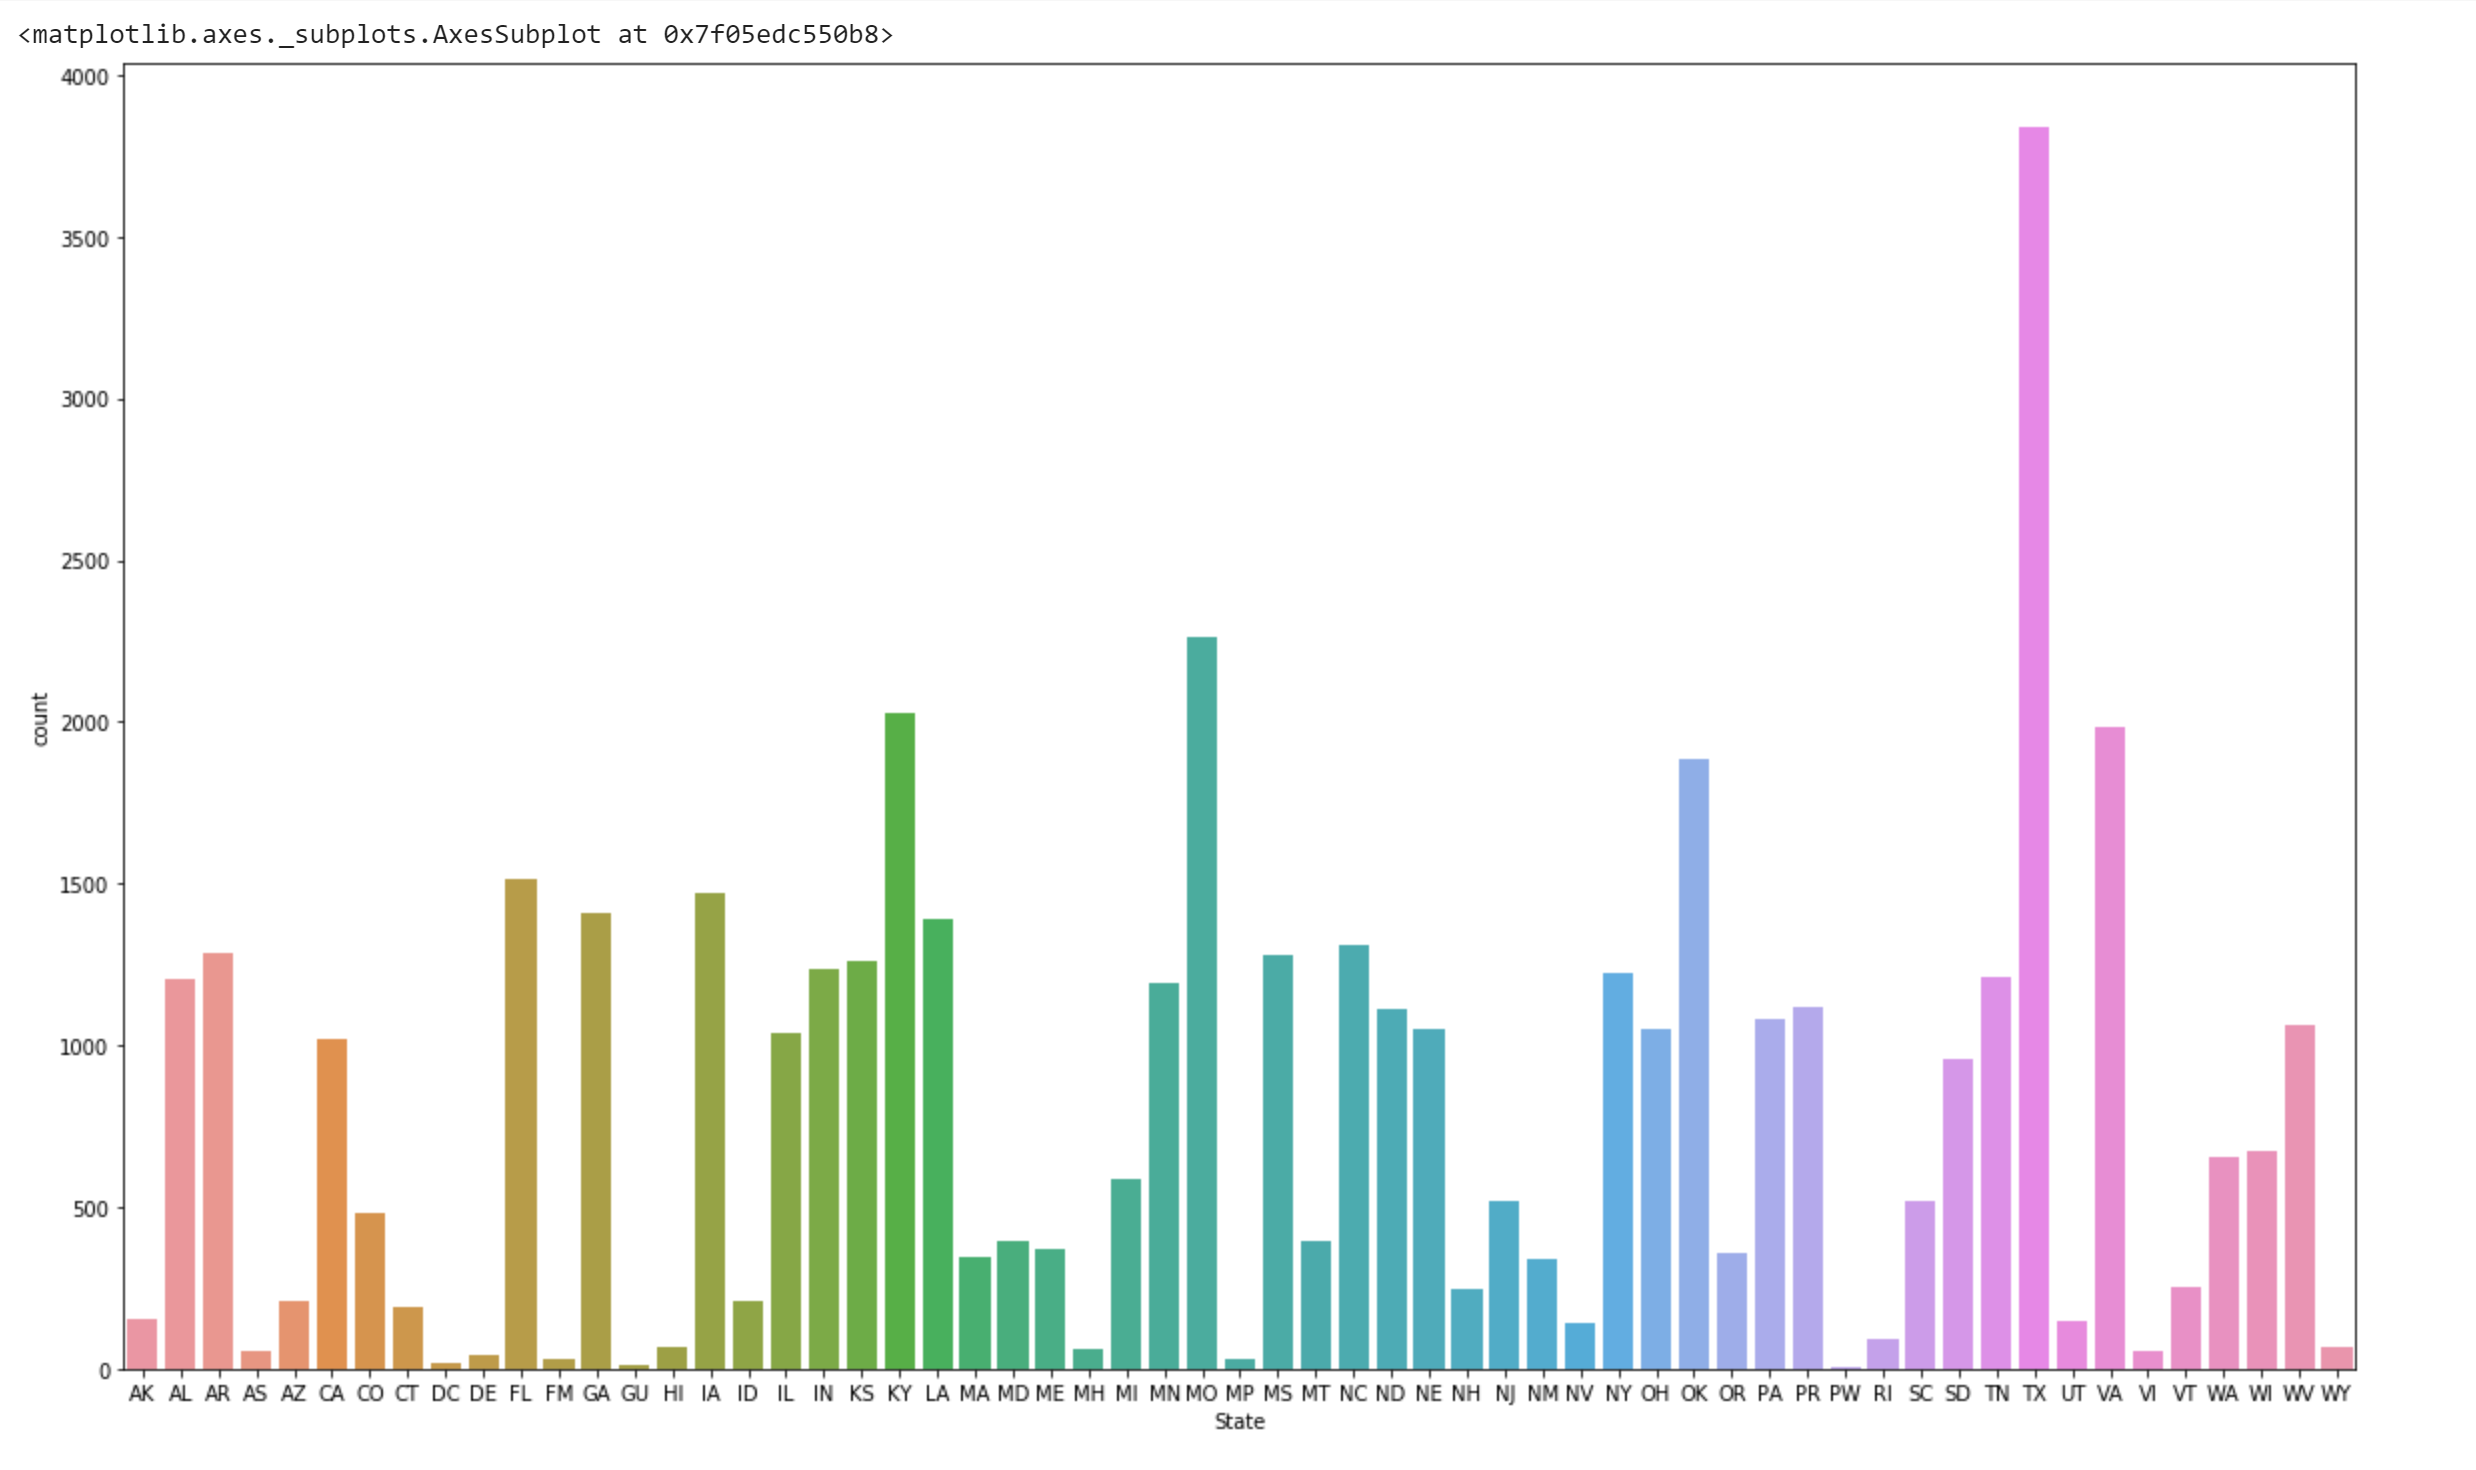 <matplotlib.axes._subplots.AxesSubplot at 0x7f05edc550b8>
4000
3500
3000
2500
2000
1500
1000
500
0
count
AK AL AR AS AZ CA CO CT DC DE FL FM GA GU HI IA ID IL IN KS KY LA MA MD ME MH MI MN MO MP MS MT NC ND NE NH NJ NM NV NY OH OK OR PA PR PW RI SC SD TN TX UT VA VI VT WA WI WV WY
State